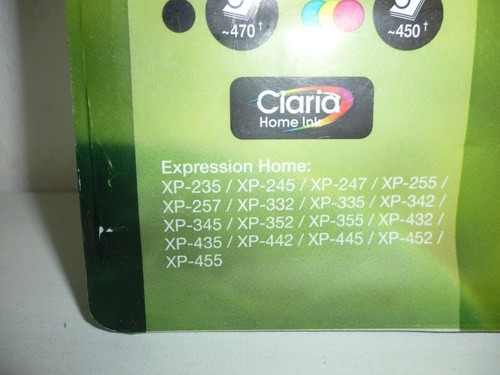 ~470†
~450†
Claria
Home Ink
Expression Home:
XP-235 / XP-245 / XP-247 / XP-255 /
XP-257 / XP-332 / XP-335 / XP-342 /
XP-345 / XP-352 / XP-355 / XP-432 /
XP-435 / XP-442 / XP-445 / XP-452 /
XP-455